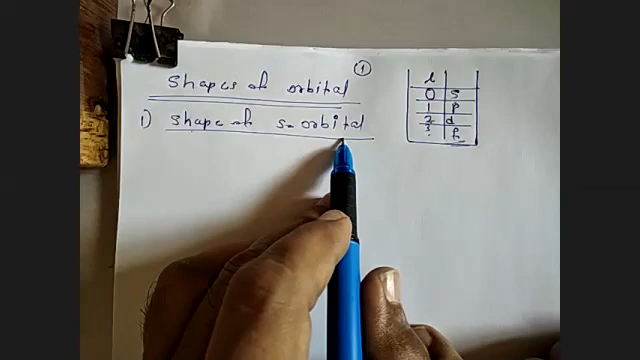 Shapes of orbital
①
1) Shape of s-orbital
l
0 s
1 p
2 d
3 f